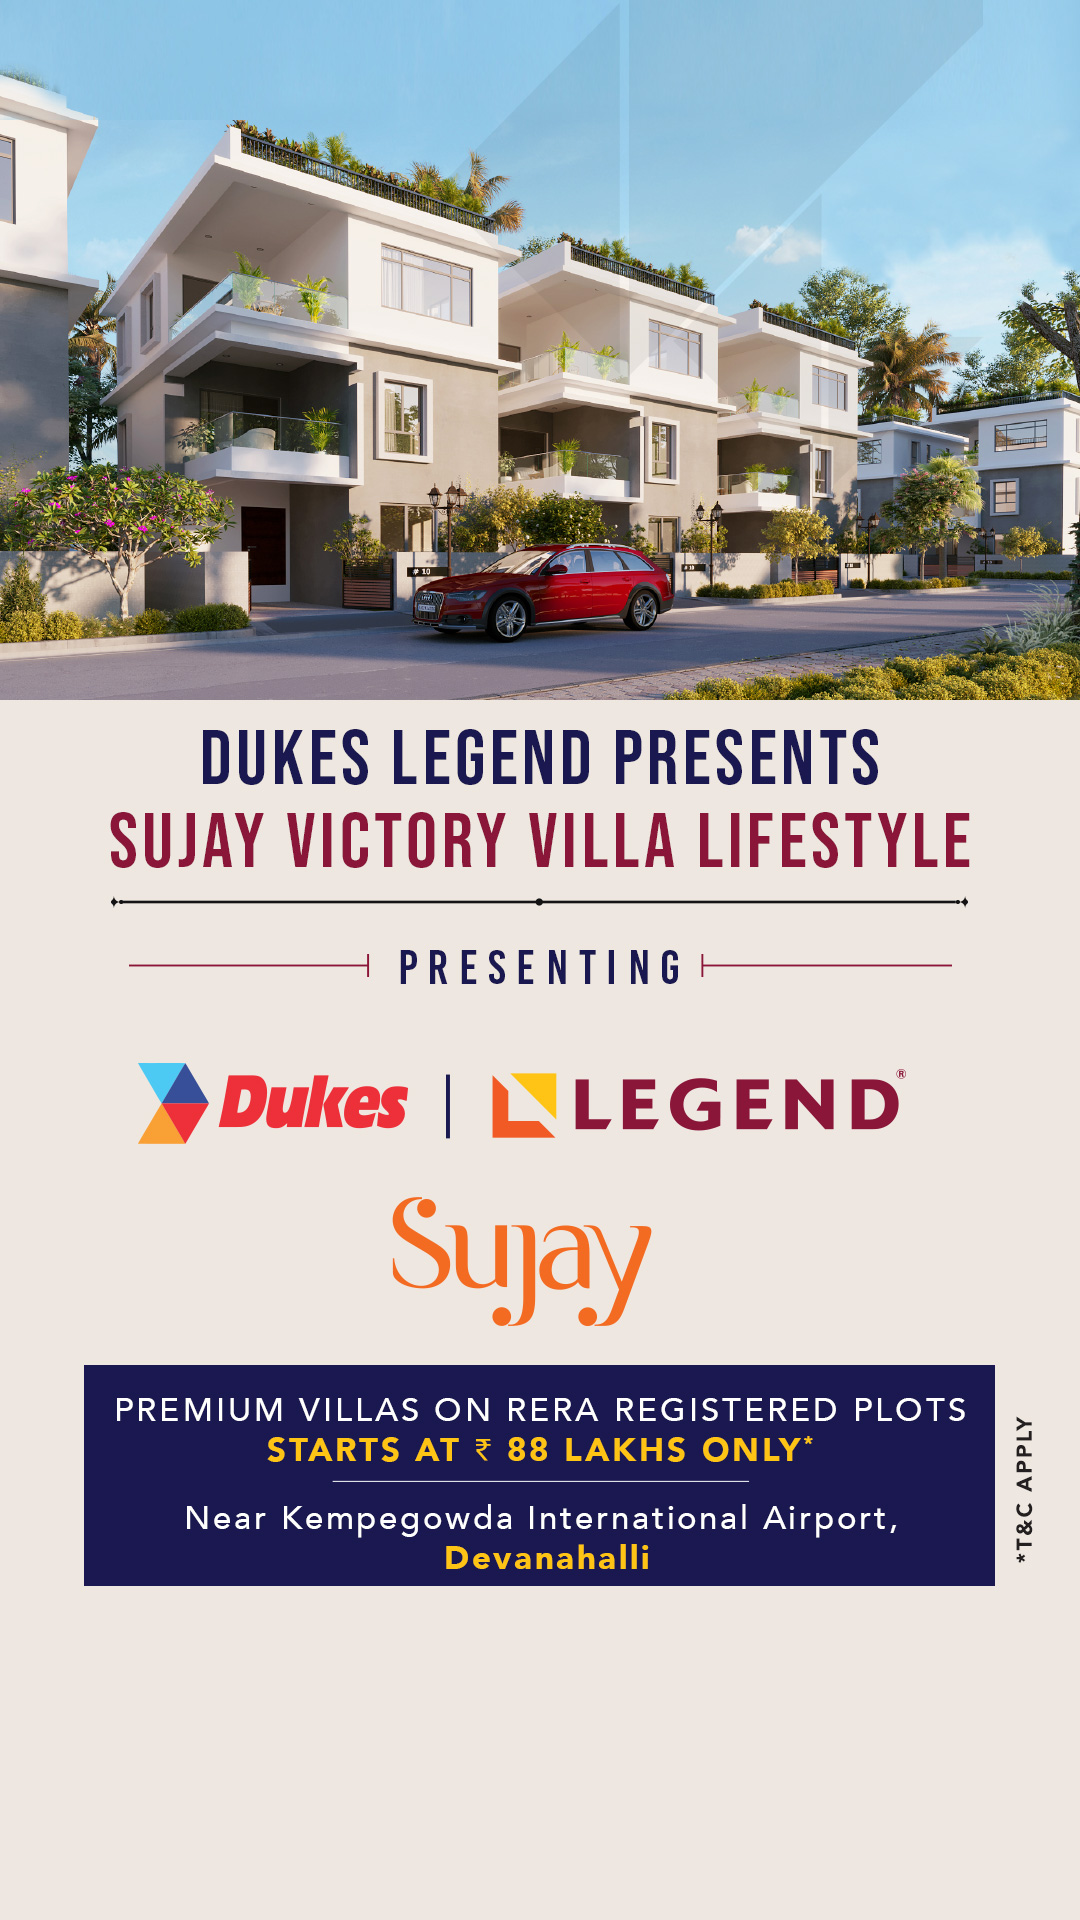 # 10
DUKES LEGEND PRESENTS
SUJAY VICTORY VILLA LIFESTYLE
PRESENTING
Dukes | LEGEND®
Sujay
PREMIUM VILLAS ON RERA REGISTERED PLOTS
STARTS AT ₹ 88 LAKHS ONLY*
Near Kempegowda International Airport,
Devanahalli
*T&C APPLY